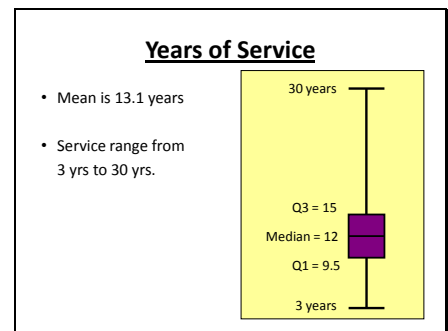 Years of Service
• Mean is 13.1 years
• Service range from
3 yrs to 30 yrs.
30 years
Q3 = 15
Median = 12
Q1 = 9.5
3 years